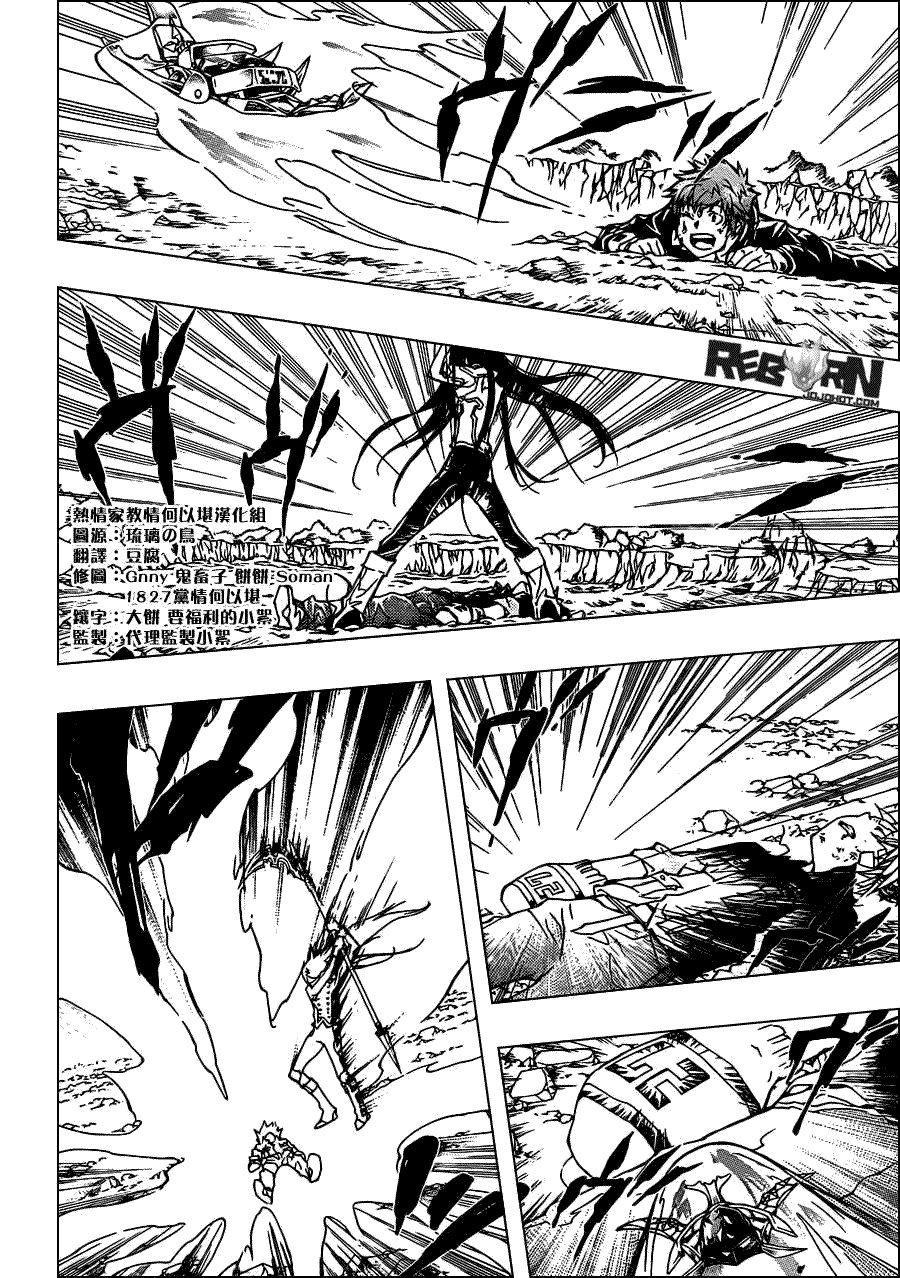 REBORN
JOJOHOT.COM
熱情家教情何以堪漢化組
圖源：琉璃の鳥
翻譯：豆腐
修圖：Gnny 鬼畜子 餅餅 Soman
1827黨情何以堪
鑲字：大餅 要福利的小祭
監製：代理監製小祭